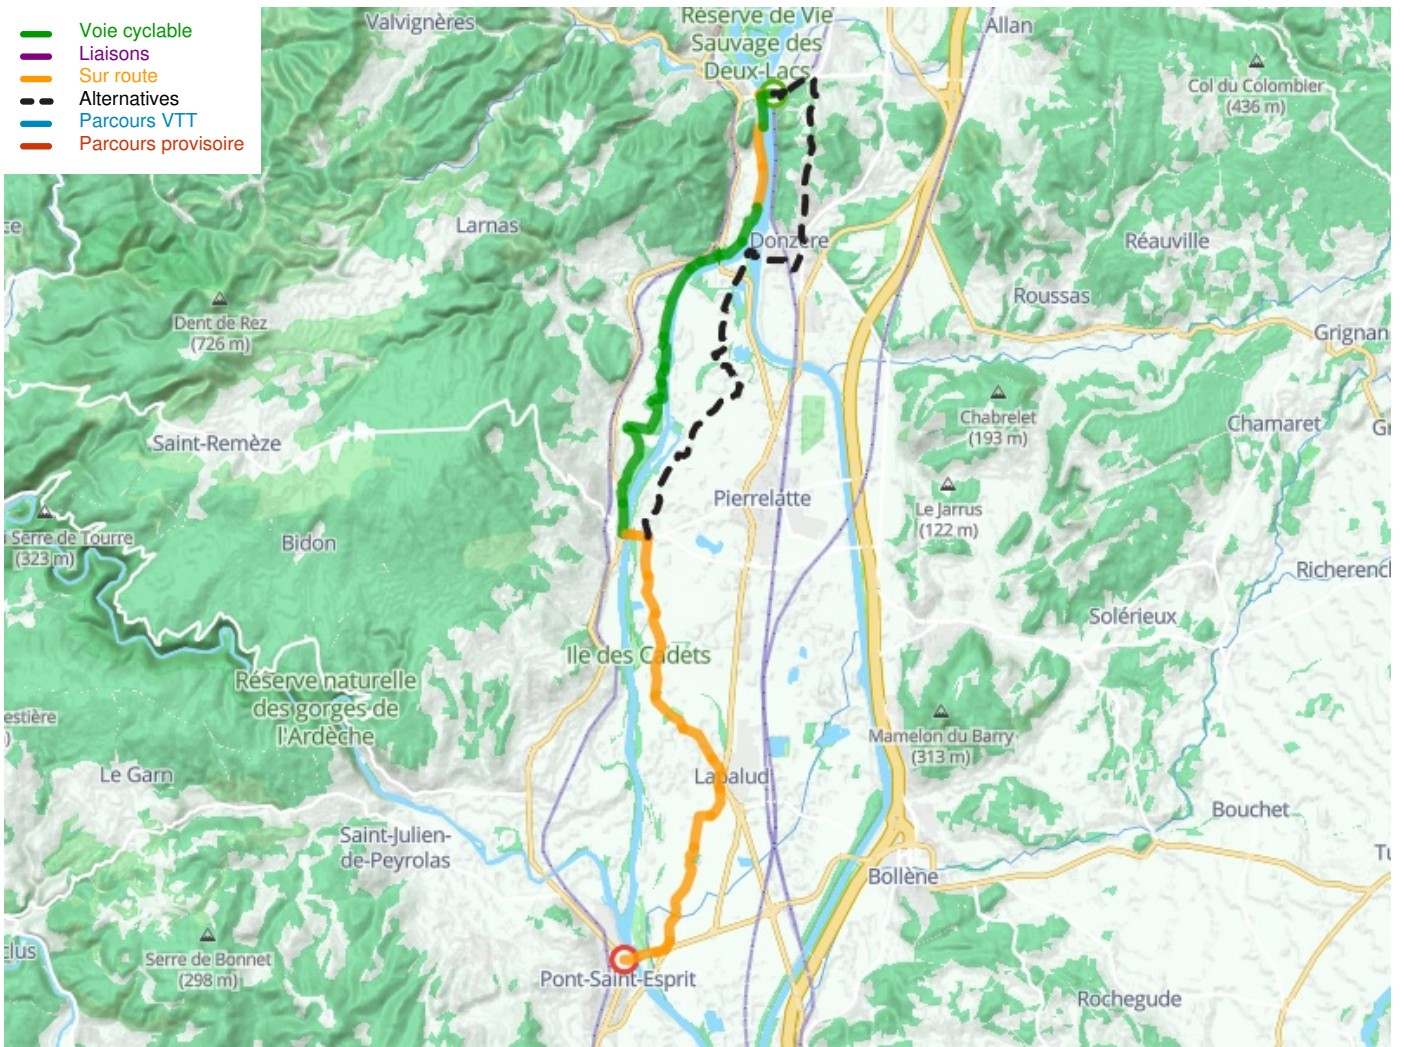 Voie cyclable
Liaisons
Sur route
Alternatives
Parcours VTT
Parcours provisoire
Valvignères
Réserve de Vie
Sauvage des
Deux-Lacs
Allan
Col du Colombier
(436 m)
Larnas
Donzère
Réauville
Dent de Rez
(726 m)
Roussas
Grignan
Chabrelet
(193 m)
Chamaret
Saint-Remèze
Pierrelatte
Le Jarrus
(122 m)
i Serre de Tourre
(323 m)
Bidon
Richerencl
Solérieux
Ile des Cadets
Réserve naturelle
des gorges de
l'Ardèche
estière
)
Mamelon du Barry
(313 m)
Le Garn
Lapalud
Bouchet
Saint-Julien-
de-Peyrolas
Bollène
clus
Serre de Bonnet
(298 m)
Pont-Saint-Esprit
Rochegude